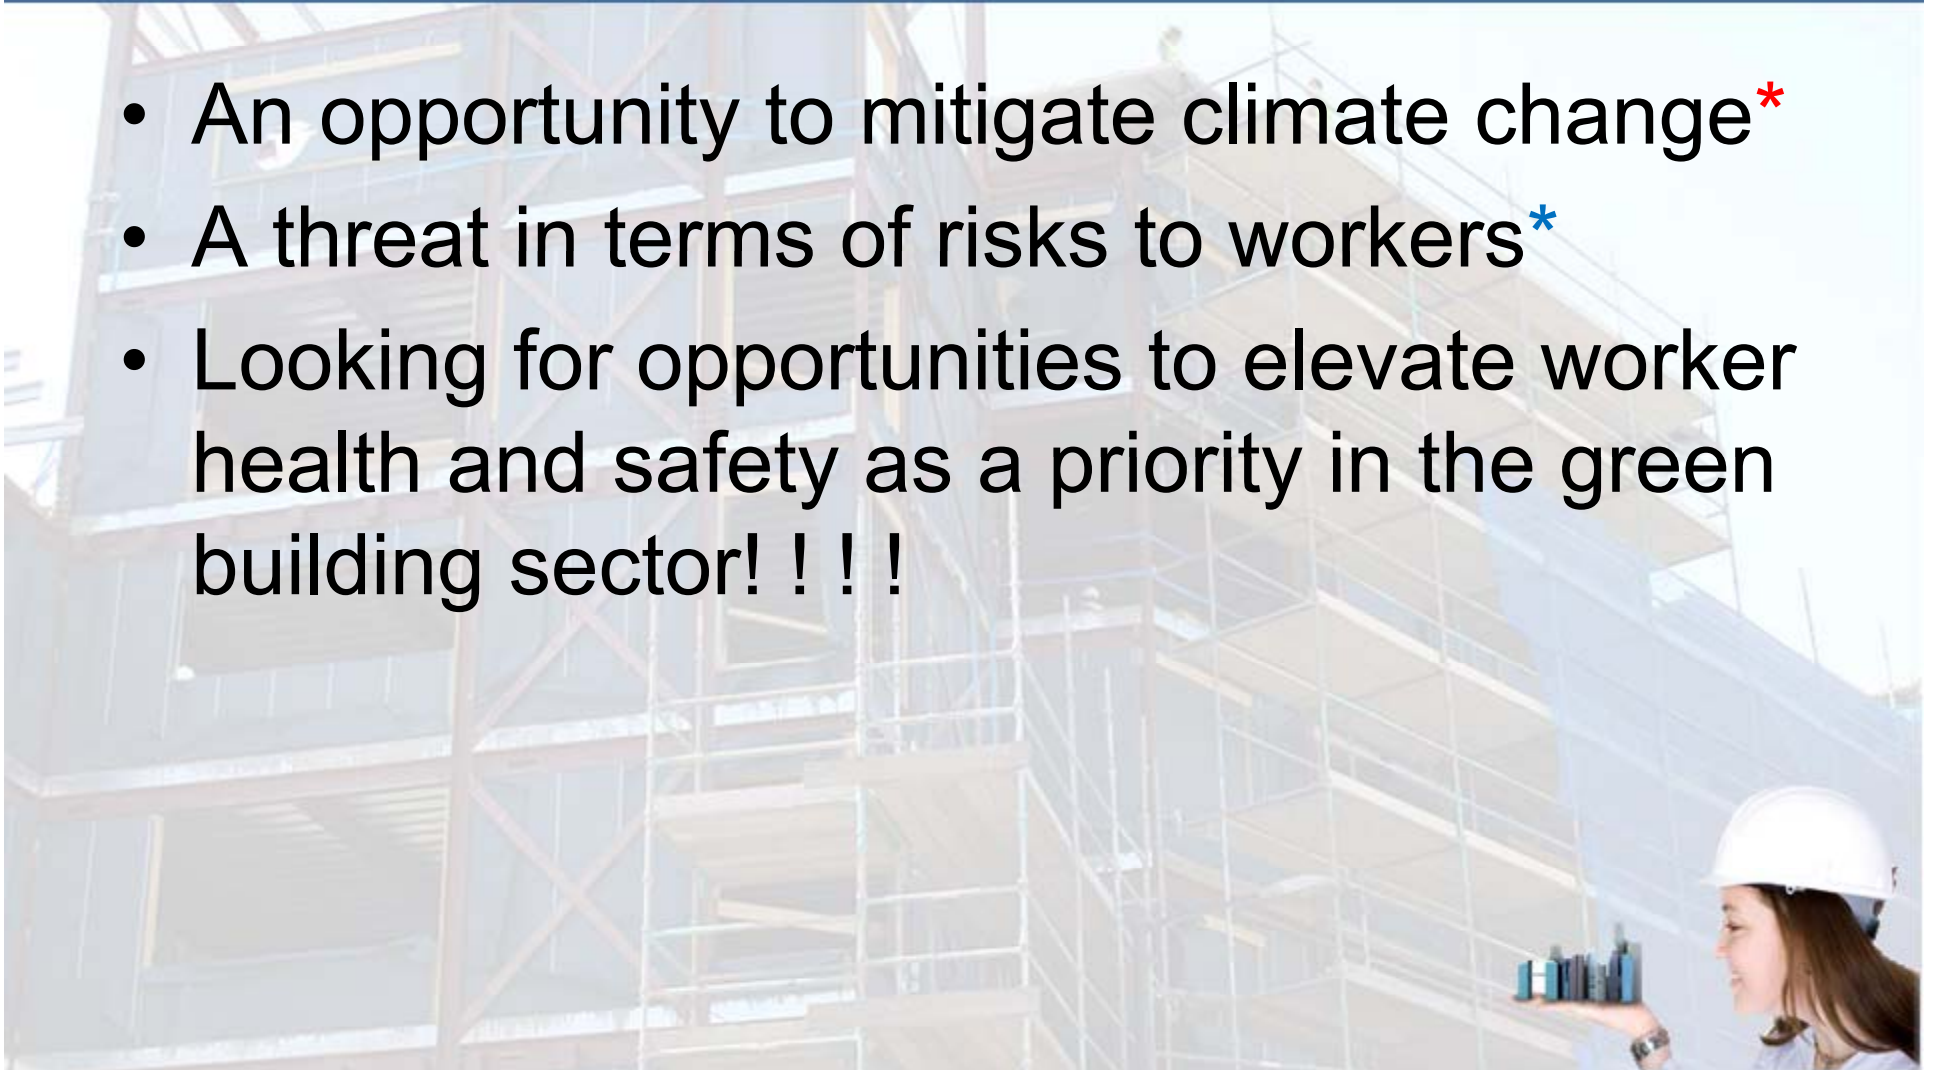 • An opportunity to mitigate climate change*
• A threat in terms of risks to workers*
• Looking for opportunities to elevate worker
health and safety as a priority in the green
building sector! ! ! !